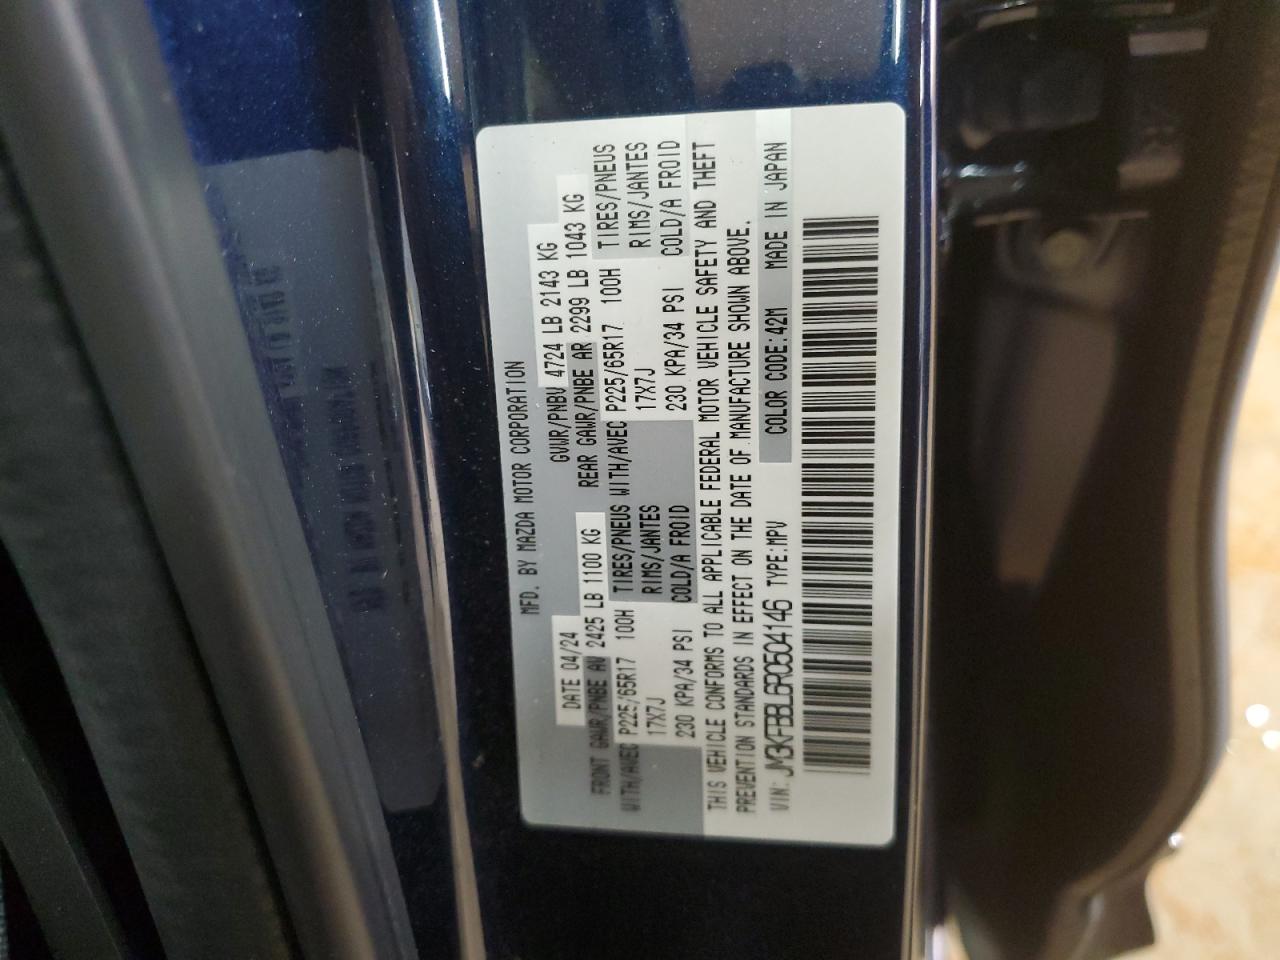 MFD. BY MAZDA MOTOR CORPORATION
DATE 04/24 GVWR/PNBV 4724 LB 2143 KG
FRONT GAWR/PNBE AV 2425 LB 1100 KG REAR GAWR/PNBE AR 2299 LB 1043 KG
WITH/AVEC P225/65R17 100H TIRES/PNEUS WITH/AVEC P225/65R17 100H TIRES/PNEUS
17X7J RIMS/JANTES 17X7J RIMS/JANTES
230 KPA/34 PSI COLD/A FROID 230 KPA/34 PSI COLD/A FROID
THIS VEHICLE CONFORMS TO ALL APPLICABLE FEDERAL MOTOR VEHICLE SAFETY AND THEFT
PREVENTION STANDARDS IN EFFECT ON THE DATE OF MANUFACTURE SHOWN ABOVE.
VIN: JM3KFBBL6R0504146 TYPE:MPV COLOR CODE:42M MADE IN JAPAN